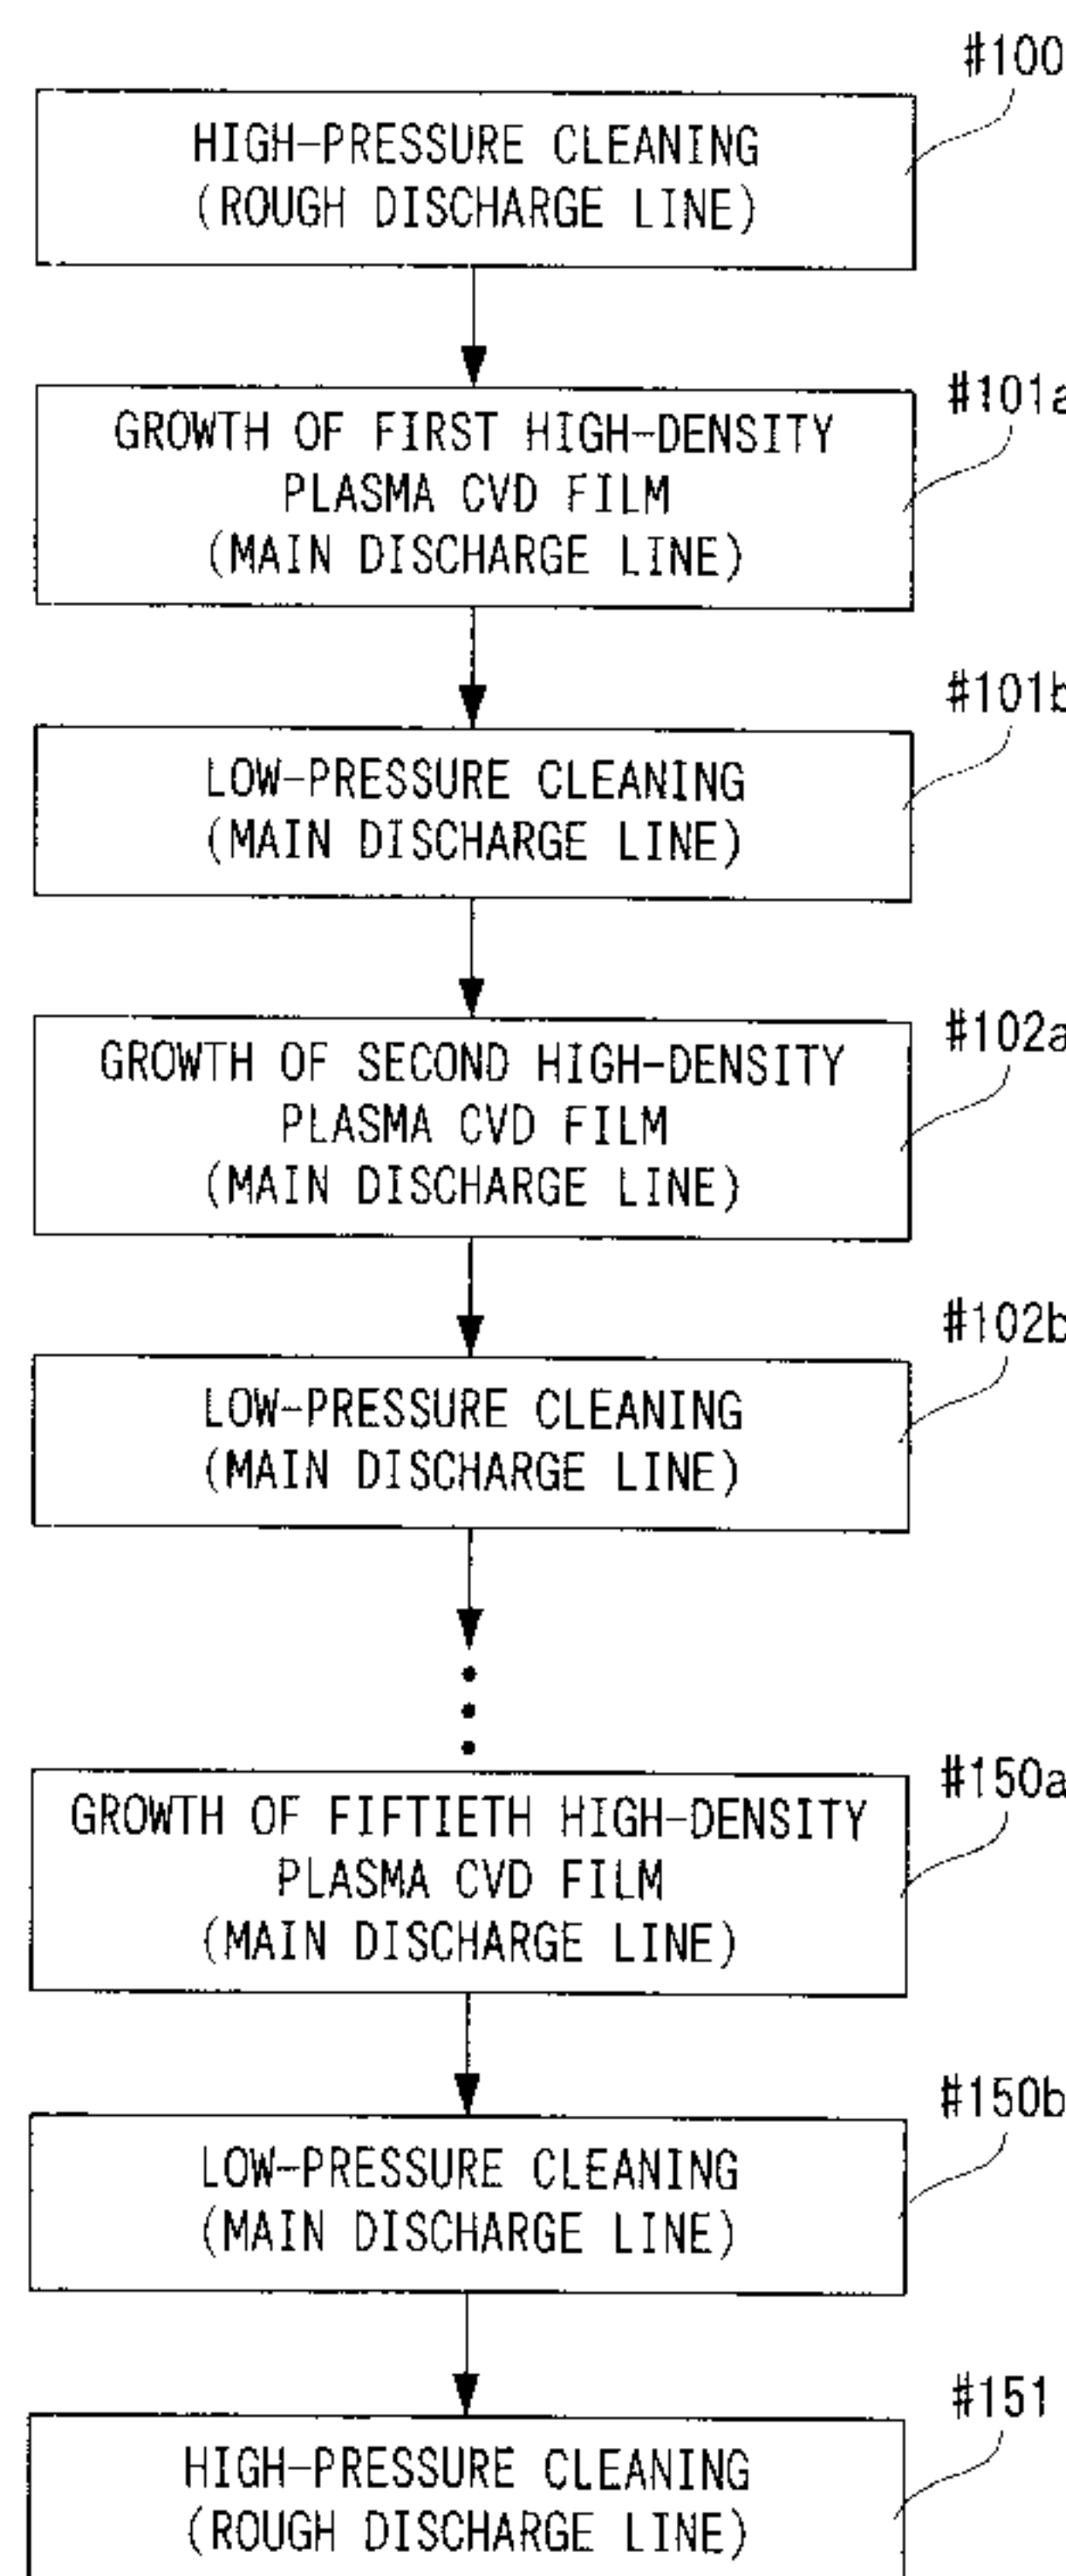 #100
HIGH-PRESSURE CLEANING
(ROUGH DISCHARGE LINE)
#101a
GROWTH OF FIRST HIGH-DENSITY
PLASMA CVD FILM
(MAIN DISCHARGE LINE)
#101b
LOW-PRESSURE CLEANING
(MAIN DISCHARGE LINE)
#102a
GROWTH OF SECOND HIGH-DENSITY
PLASMA CVD FILM
(MAIN DISCHARGE LINE)
#102b
LOW-PRESSURE CLEANING
(MAIN DISCHARGE LINE)
#150a
GROWTH OF FIFTIETH HIGH-DENSITY
PLASMA CVD FILM
(MAIN DISCHARGE LINE)
#150b
LOW-PRESSURE CLEANING
(MAIN DISCHARGE LINE)
#151
HIGH-PRESSURE CLEANING
(ROUGH DISCHARGE LINE)